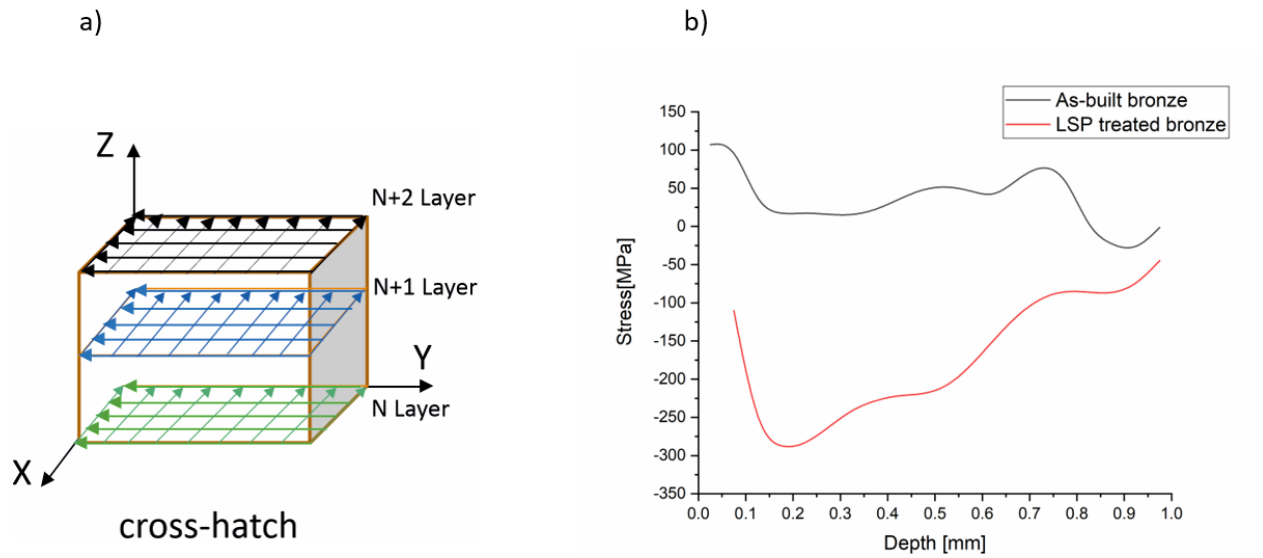 a)
Z
N+2 Layer
N+1 Layer
Y
N Layer
X
cross-hatch
b)
As-built bronze
LSP treated bronze
150
100
50
0
-50
-100
-150
-200
-250
-300
-350
Stress[MPa]
0.0 0.1 0.2 0.3 0.4 0.5 0.6 0.7 0.8 0.9 1.0
Depth [mm]